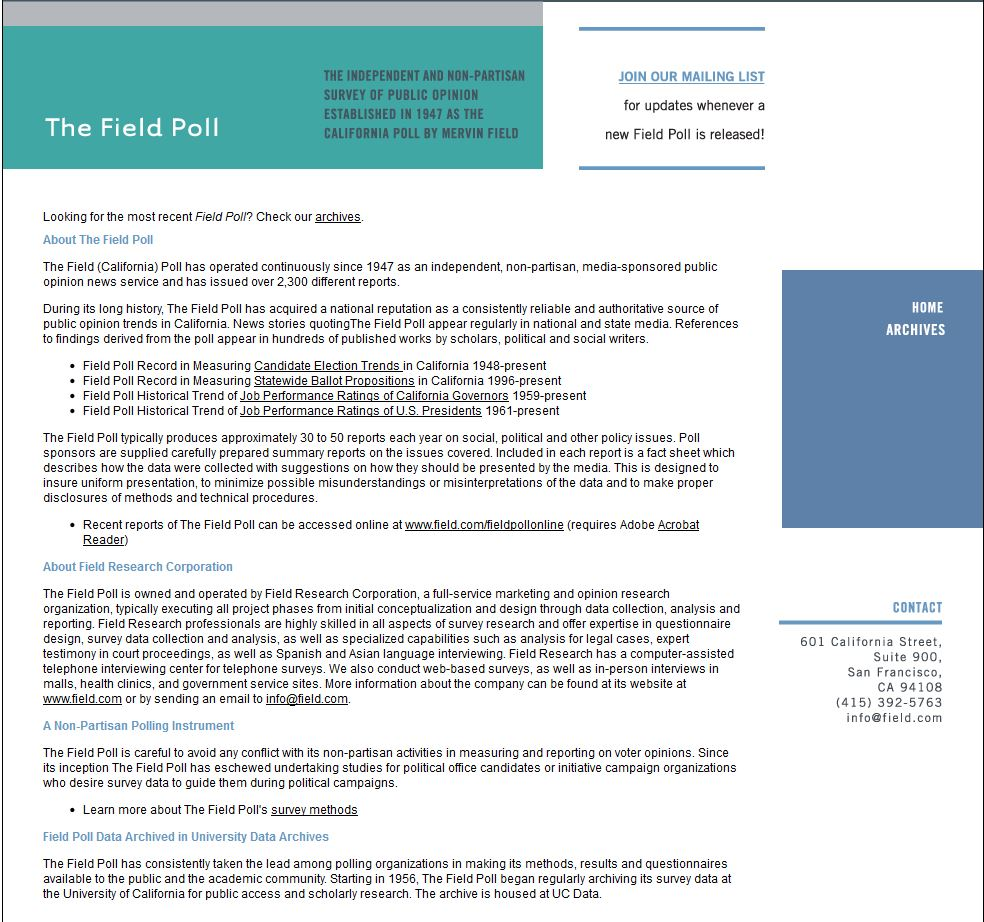 The Field Poll
THE INDEPENDENT AND NON-PARTISAN
SURVEY OF PUBLIC OPINION
ESTABLISHED IN 1947 AS THE
CALIFORNIA POLL BY MERVIN FIELD
JOIN OUR MAILING LIST
for updates whenever a
new Field Poll is released!
Looking for the most recent Field Poll? Check our archives.
About The Field Poll
The Field (California) Poll has operated continuously since 1947 as an independent, non-partisan, media-sponsored public
opinion news service and has issued over 2,300 different reports.
During its long history, The Field Poll has acquired a national reputation as a consistently reliable and authoritative source of
public opinion trends in California. News stories quotingThe Field Poll appear regularly in national and state media. References
to findings derived from the poll appear in hundreds of published works by scholars, political and social writers.
• Field Poll Record in Measuring Candidate Election Trends in California 1948-present
• Field Poll Record in Measuring Statewide Ballot Propositions in California 1996-present
• Field Poll Historical Trend of Job Performance Ratings of California Governors 1959-present
• Field Poll Historical Trend of Job Performance Ratings of U.S. Presidents 1961-present
The Field Poll typically produces approximately 30 to 50 reports each year on social, political and other policy issues. Poll
sponsors are supplied carefully prepared summary reports on the issues covered. Included in each report is a fact sheet which
describes how the data were collected with suggestions on how they should be presented by the media. This is designed to
insure uniform presentation, to minimize possible misunderstandings or misinterpretations of the data and to make proper
disclosures of methods and technical procedures.
• Recent reports of The Field Poll can be accessed online at www.field.com/fieldpollonline (requires Adobe Acrobat
Reader)
About Field Research Corporation
The Field Poll is owned and operated by Field Research Corporation, a full-service marketing and opinion research
organization, typically executing all project phases from initial conceptualization and design through data collection, analysis and
reporting. Field Research professionals are highly skilled in all aspects of survey research and offer expertise in questionnaire
design, survey data collection and analysis, as well as specialized capabilities such as analysis for legal cases, expert
testimony in court proceedings, as well as Spanish and Asian language interviewing. Field Research has a computer-assisted
telephone interviewing center for telephone surveys. We also conduct web-based surveys, as well as in-person interviews in
malls, health clinics, and government service sites. More information about the company can be found at its website at
www.field.com or by sending an email to info@field.com.
A Non-Partisan Polling Instrument
The Field Poll is careful to avoid any conflict with its non-partisan activities in measuring and reporting on voter opinions. Since
its inception The Field Poll has eschewed undertaking studies for political office candidates or initiative campaign organizations
who desire survey data to guide them during political campaigns.
• Learn more about The Field Poll's survey methods
Field Poll Data Archived in University Data Archives
The Field Poll has consistently taken the lead among polling organizations in making its methods, results and questionnaires
available to the public and the academic community. Starting in 1956, The Field Poll began regularly archiving its survey data at
the University of California for public access and scholarly research. The archive is housed at UC Data.
HOME
ARCHIVES
CONTACT
601 California Street,
Suite 900,
San Francisco,
CA 94108
(415) 392-5763
info@field.com